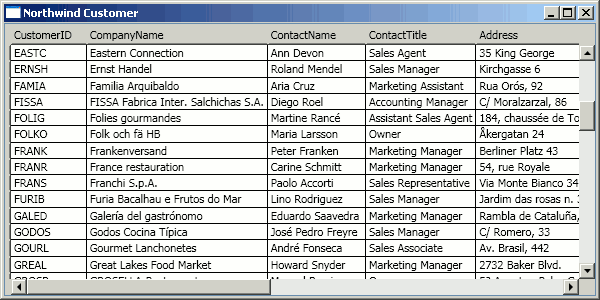 Northwind Customer
CustomerID CompanyName ContactName ContactTitle Address
EASTC Eastern Connection Ann Devon Sales Agent 35 King George
ERNSH Ernst Handel Roland Mendel Sales Manager Kirchgasse 6
FAMIA Familia Arquibaldo Aria Cruz Marketing Assistant Rua Orós, 92
FISSA FISSA Fabrica Inter. Salchichas S.A. Diego Roel Accounting Manager C/ Moralzarzal, 86
FOLIG Folies gourmandes Martine Rancé Assistant Sales Agent 184, chaussée de To
FOLKO Folk och fä HB Maria Larsson Owner Åkergatan 24
FRANK Frankenversand Peter Franken Marketing Manager Berliner Platz 43
FRANR France restauration Carine Schmitt Marketing Manager 54, rue Royale
FRANS Franchi S.p.A. Paolo Accorti Sales Representative Via Monte Bianco 34
FURIB Furia Bacalhau e Frutos do Mar Lino Rodriguez Sales Manager Jardim das rosas n.
GALED Galería del gastrónomo Eduardo Saavedra Marketing Manager Rambla de Cataluña,
GODOS Godos Cocina Típica José Pedro Freyre Sales Manager C/ Romero, 33
GOURL Gourmet Lanchonetes André Fonseca Sales Associate Av. Brasil, 442
GREAL Great Lakes Food Market Howard Snyder Marketing Manager 2732 Baker Blvd.